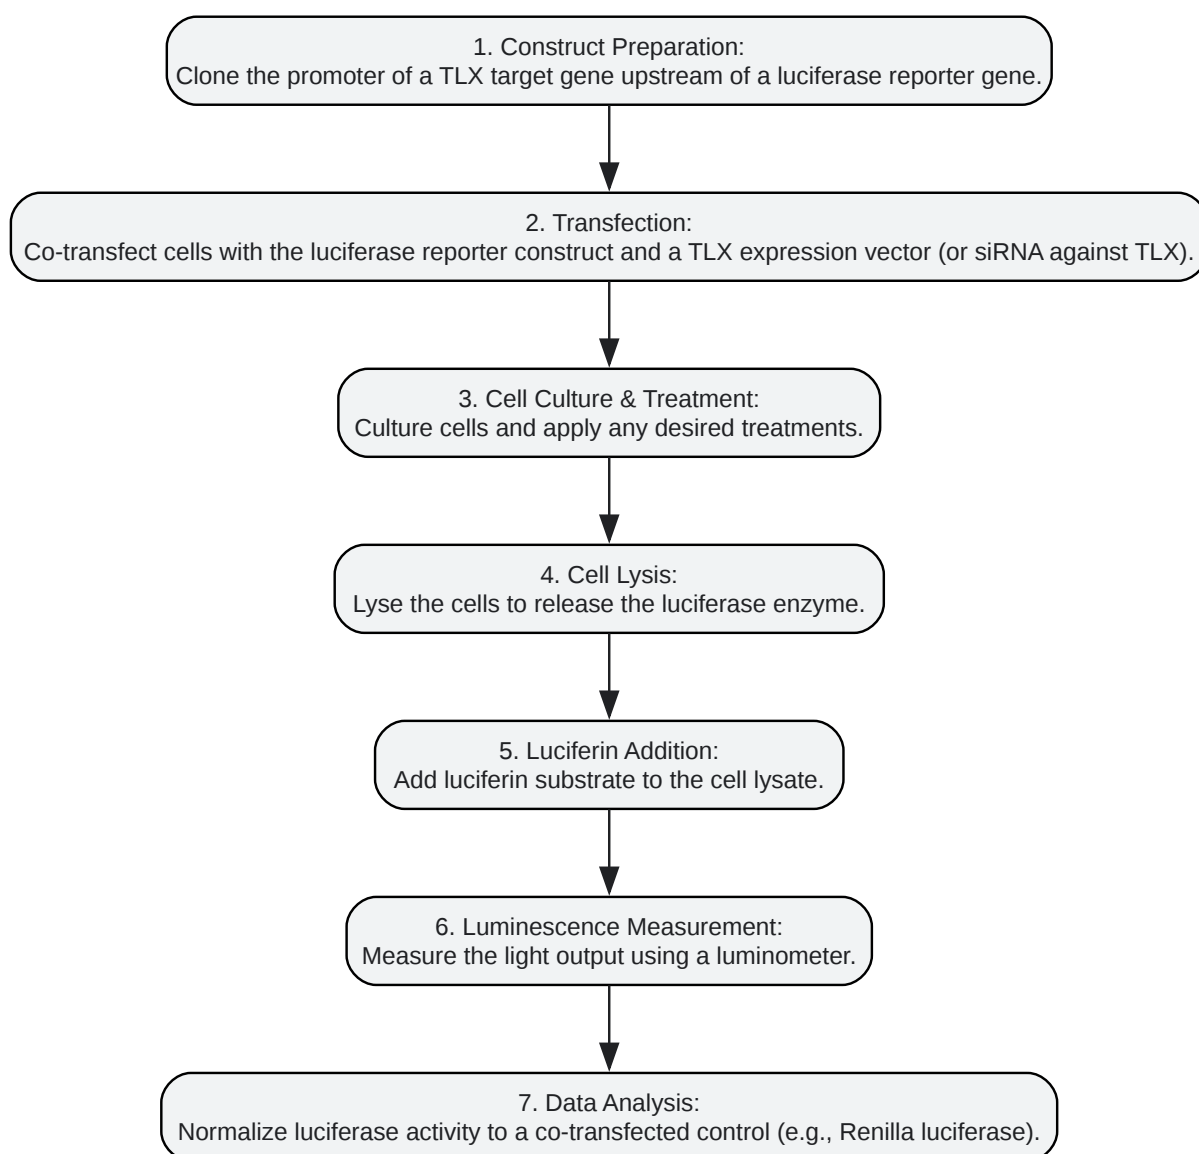 1. Construct Preparation:
Clone the promoter of a TLX target gene upstream of a luciferase reporter gene.
2. Transfection:
Co-transfect cells with the luciferase reporter construct and a TLX expression vector (or siRNA against TLX).
3. Cell Culture & Treatment:
Culture cells and apply any desired treatments.
4. Cell Lysis:
Lyse the cells to release the luciferase enzyme.
5. Luciferin Addition:
Add luciferin substrate to the cell lysate.
6. Luminescence Measurement:
Measure the light output using a luminometer.
7. Data Analysis:
Normalize luciferase activity to a co-transfected control (e.g., Renilla luciferase).